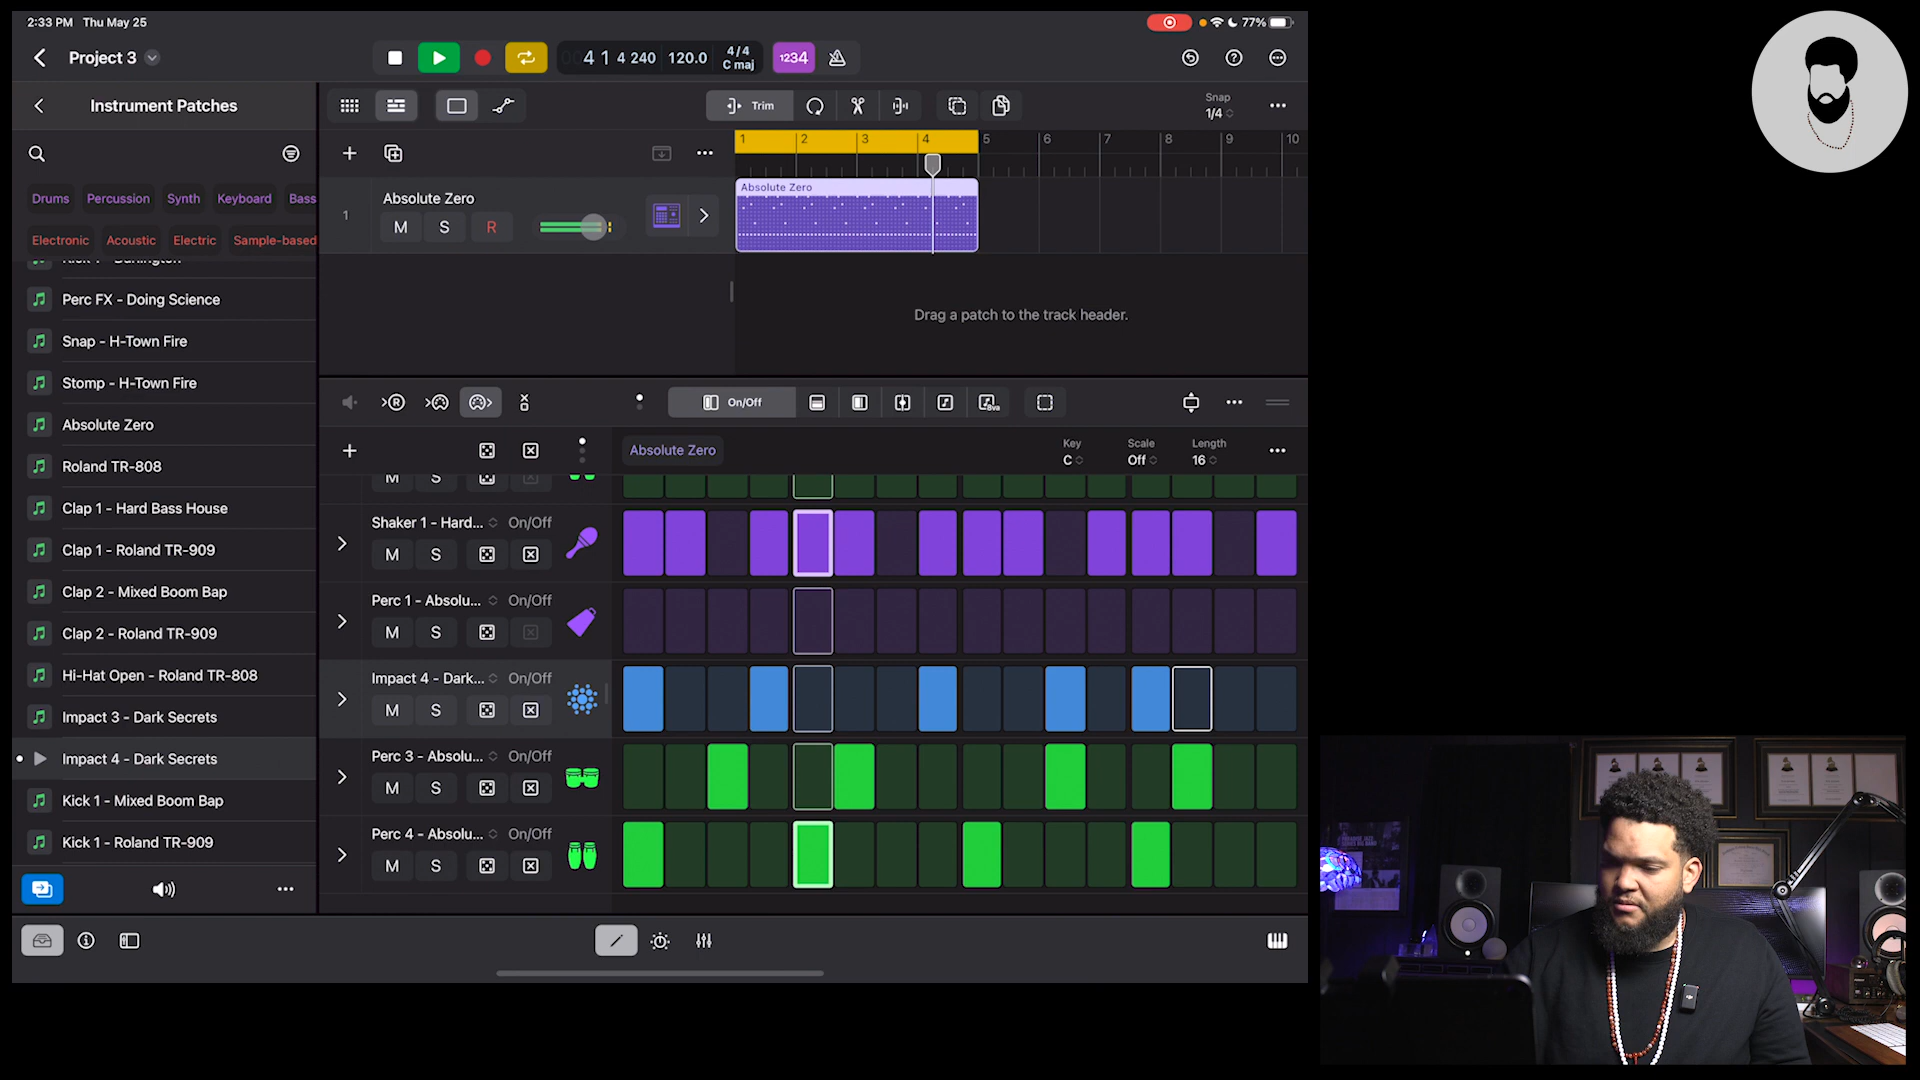 2:33 PM Thu May 25
77%
Project 3
4 1 4 240 120.0 4/4 C maj
1234
Instrument Patches
Trim
Snap
1/4
1 2 3 4 5 6 7 8 9 10
Drums Percussion Synth Keyboard Bass
Electronic Acoustic Electric Sample-based
1
Absolute Zero
M S R
Absolute Zero
Drag a patch to the track header.
Perc FX - Doing Science
Snap - H-Town Fire
Stomp - H-Town Fire
Absolute Zero
Roland TR-808
Clap 1 - Hard Bass House
Clap 1 - Roland TR-909
Clap 2 - Mixed Boom Bap
Clap 2 - Roland TR-909
Hi-Hat Open - Roland TR-808
Impact 3 - Dark Secrets
Impact 4 - Dark Secrets
Kick 1 - Mixed Boom Bap
Kick 1 - Roland TR-909
On/Off
Absolute Zero
Key
C
Scale
Off
Length
16
M S
Shaker 1 - Hard... On/Off
M S
Perc 1 - Absolu... On/Off
M S
Impact 4 - Dark... On/Off
M S
Perc 3 - Absolu... On/Off
M S
Perc 4 - Absolu... On/Off
M S